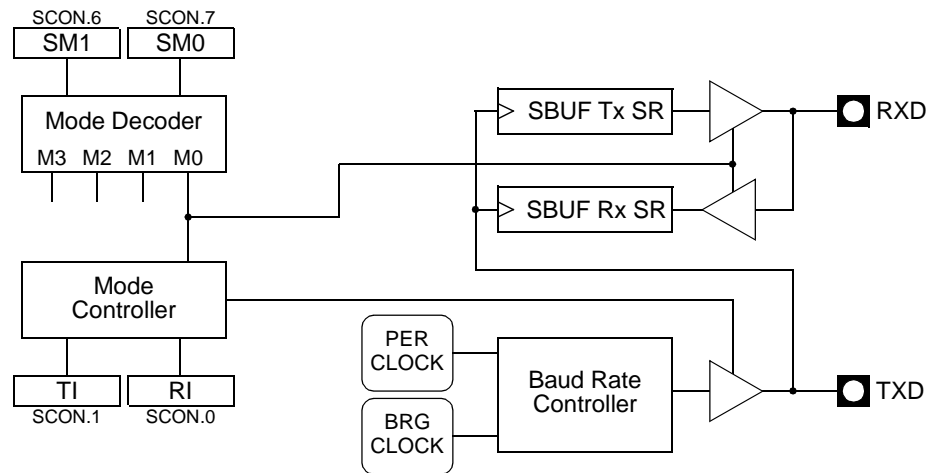 SCON.6 SCON.7
SM1 SM0
Mode Decoder
M3 M2 M1 M0
SBUF Tx SR
RXD
SBUF Rx SR
Mode
Controller
TI RI
SCON.1 SCON.0
PER
CLOCK
BRG
CLOCK
Baud Rate
Controller
TXD